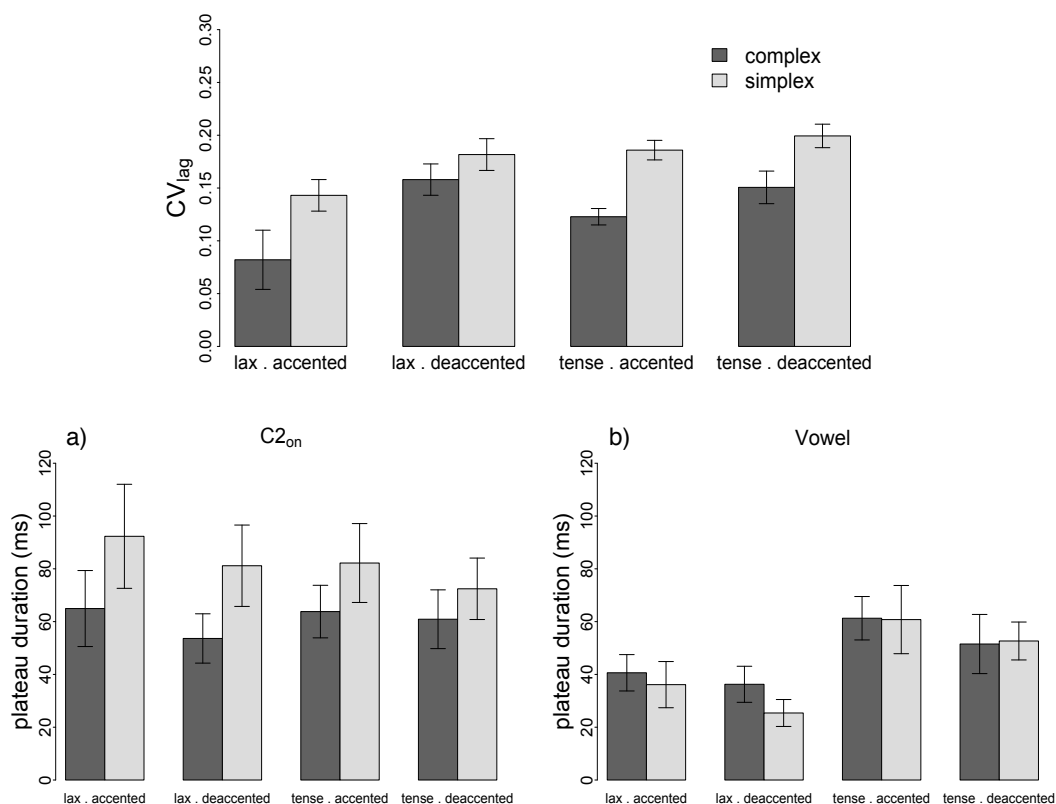 0.30
0.25
0.20
0.15
0.10
0.05
0.00
CVlag
complex
simplex
lax . accented
lax . deaccented
tense . accented
tense . deaccented
a)
C2on
120
100
80
60
40
20
0
plateau duration (ms)
lax . accented
lax . deaccented
tense . accented
tense . deaccented
b)
Vowel
120
100
80
60
40
20
0
plateau duration (ms)
lax . accented
lax . deaccented
tense . accented
tense . deaccented